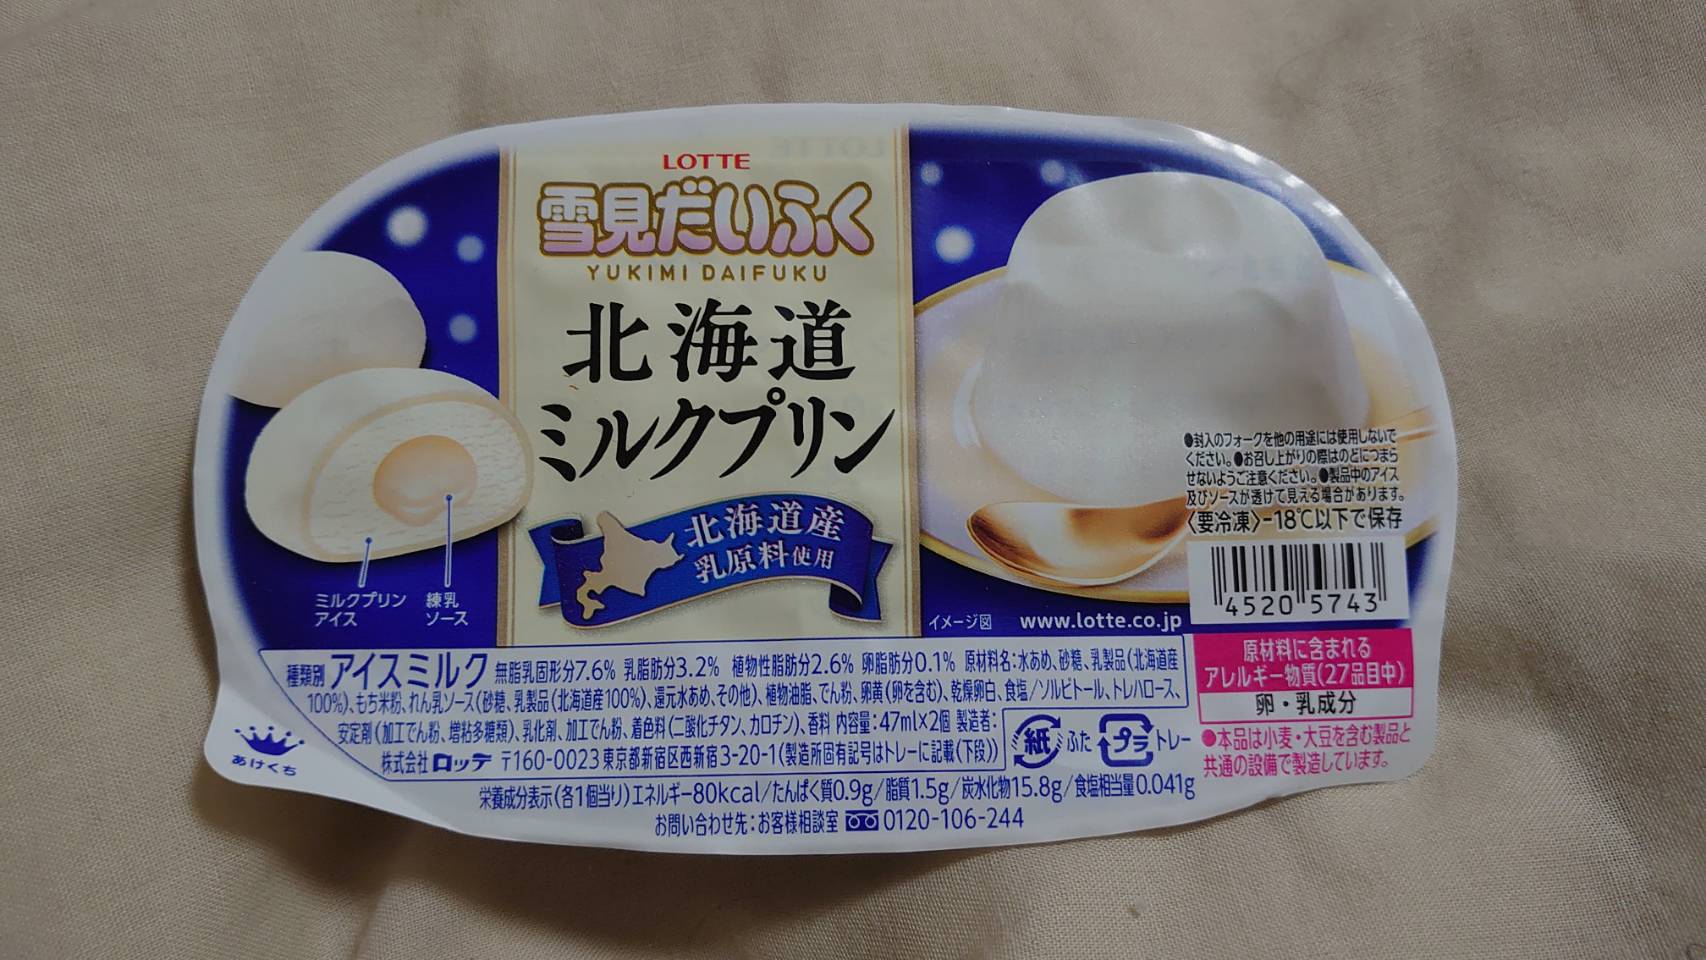 LOTTE
雪見だいふく
YUKIMI DAIFUKU
北海道
ミルクプリン
北海道産
乳原料使用
ミルクプリン
アイス
練乳
ソース
●封入のフォークを他の用途には使用しないで
ください。●お召し上がりの際はのどにつまら
せないようご注意ください。●製品中のアイス
及びソースが透けて見える場合があります。
〈要冷凍〉-18℃以下で保存
イメージ図 www.lotte.co.jp
4520 5743
種類別 アイスミルク 無脂乳固形分7.6% 乳脂肪分3.2% 植物性脂肪分2.6% 卵脂肪分0.1% 原材料名:水あめ、砂糖、乳製品(北海道産
100%)、もち米粉、れん乳ソース(砂糖、乳製品(北海道産100%)、還元水あめ、その他)、植物油脂、でん粉、卵黄(卵を含む)、乾燥卵白、食塩/ソルビトール、トレハロース、
安定剤(加工でん粉、増粘多糖類)、乳化剤、加工でん粉、着色料(二酸化チタン、カロチン)、香料 内容量:47ml×2個 製造者:
株式会社 ロッテ 〒160-0023 東京都新宿区西新宿3-20-1(製造所固有記号はトレーに記載(下段))
紙 ふた プラ トレー
原材料に含まれる
アレルギー物質(27品目中)
卵・乳成分
●本品は小麦・大豆を含む製品と
共通の設備で製造しています。
あけくち
栄養成分表示(各1個当り)エネルギー80kcal/たんぱく質0.9g/脂質1.5g/炭水化物15.8g/食塩相当量0.041g
お問い合わせ先:お客様相談室 0120-106-244